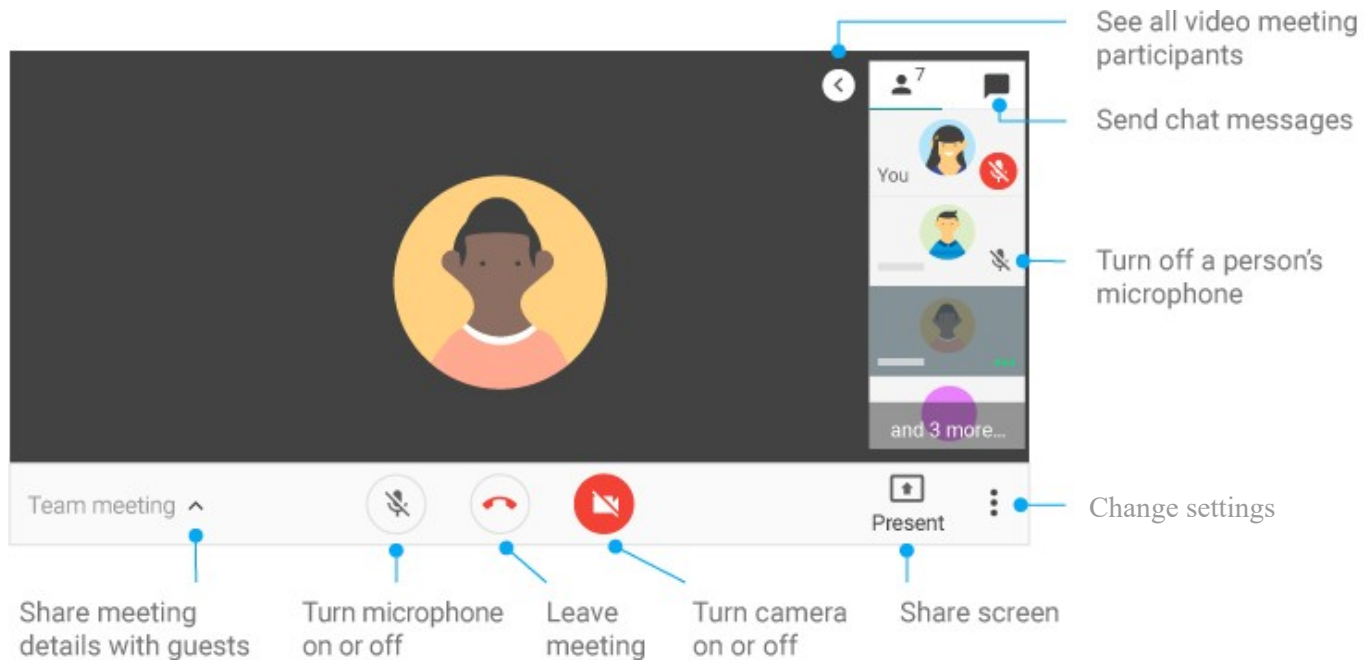 See all video meeting
participants
7
Send chat messages
You
Turn off a person's
microphone
and 3 more...
Team meeting
Present
Change settings
Share meeting
details with guests
Turn microphone
on or off
Leave
meeting
Turn camera
on or off
Share screen